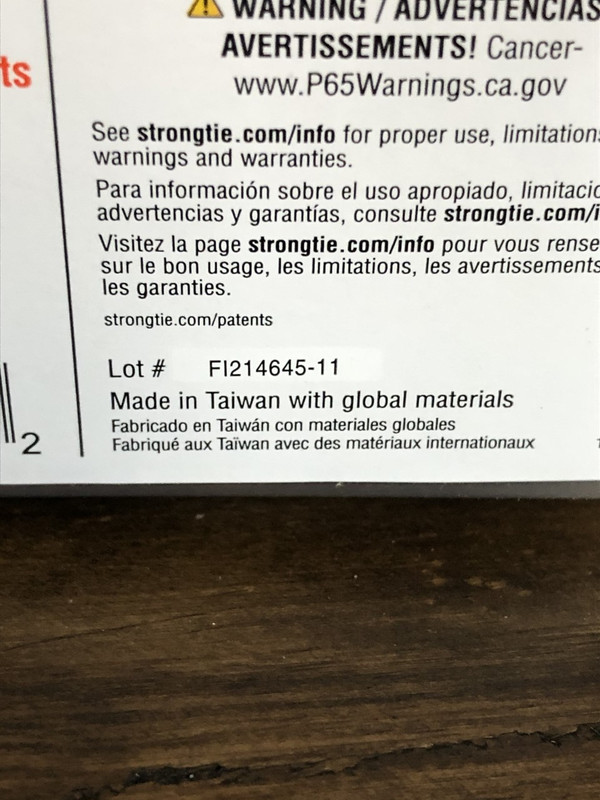 ts
WARNING / ADVERTENCIAS
AVERTISSEMENTS! Cancer-
www.P65Warnings.ca.gov
See strongtie.com/info for proper use, limitations
warnings and warranties.
Para información sobre el uso apropiado, limitacio
advertencias y garantías, consulte strongtie.com/i
Visitez la page strongtie.com/info pour vous rense
sur le bon usage, les limitations, les avertissements
les garanties.
strongtie.com/patents
Lot # FI214645-11
Made in Taiwan with global materials
Fabricado en Taiwán con materiales globales
Fabriqué aux Taïwan avec des matériaux internationaux
2